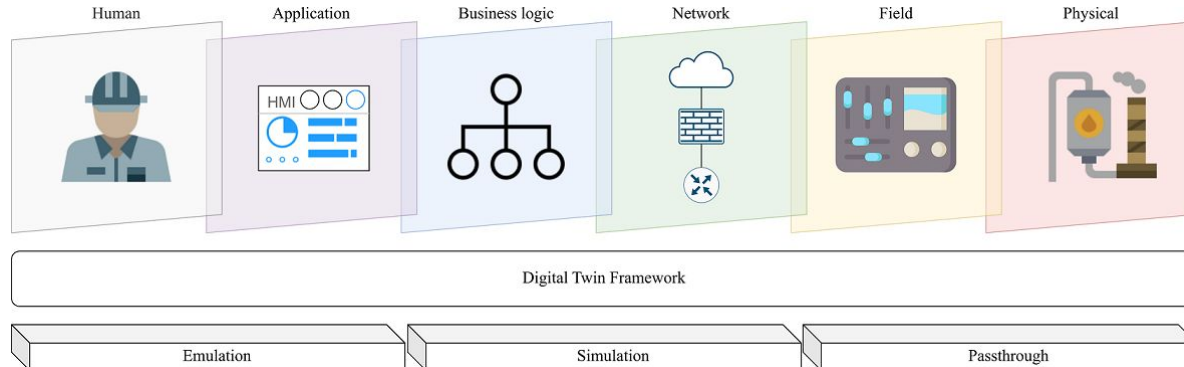 Human
Application
Business logic
Network
Field
Physical
HMI
Digital Twin Framework
Emulation
Simulation
Passthrough